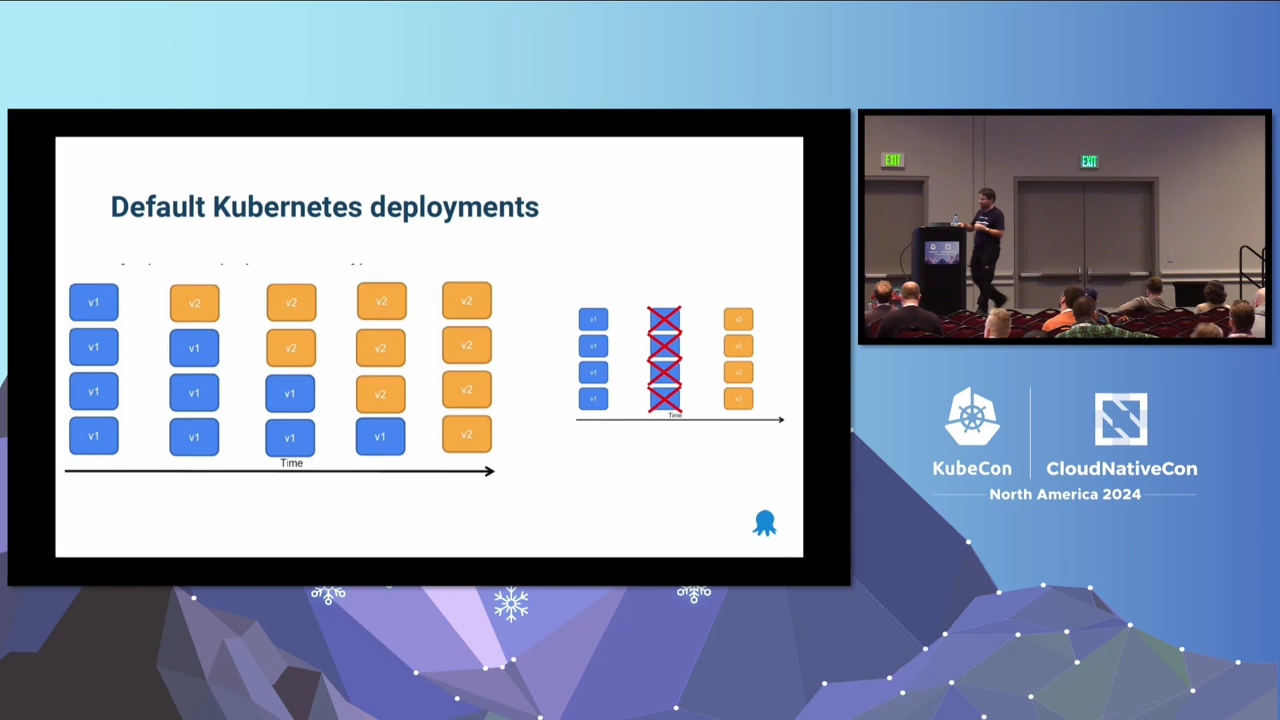 Default Kubernetes deployments
v1 v2 v2 v2 v2
v1 v1 v2 v2 v2
v1 v1 v1 v2 v2
v1 v1 v1 v1 v2
Time
v1 v2
v1 v2
v1 v2
v1 v2
Time
EXIT EXIT
KubeCon CloudNativeCon
North America 2024